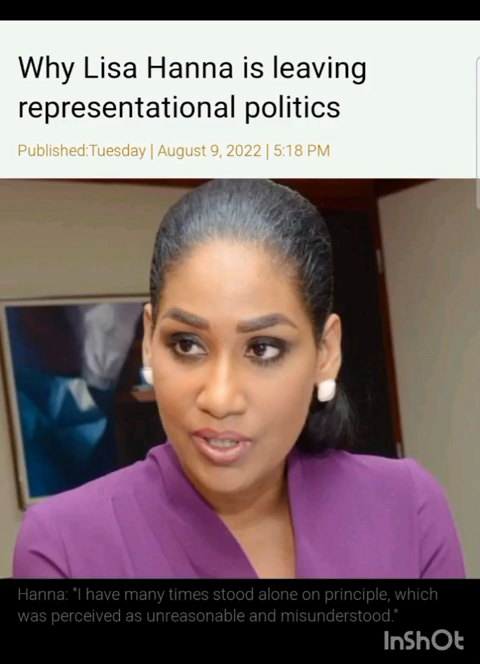 Why Lisa Hanna is leaving
representational politics
Published:Tuesday | August 9, 2022 | 5:18 PM
Hanna: "I have many times stood alone on principle, which
was perceived as unreasonable and misunderstood."
InShOt